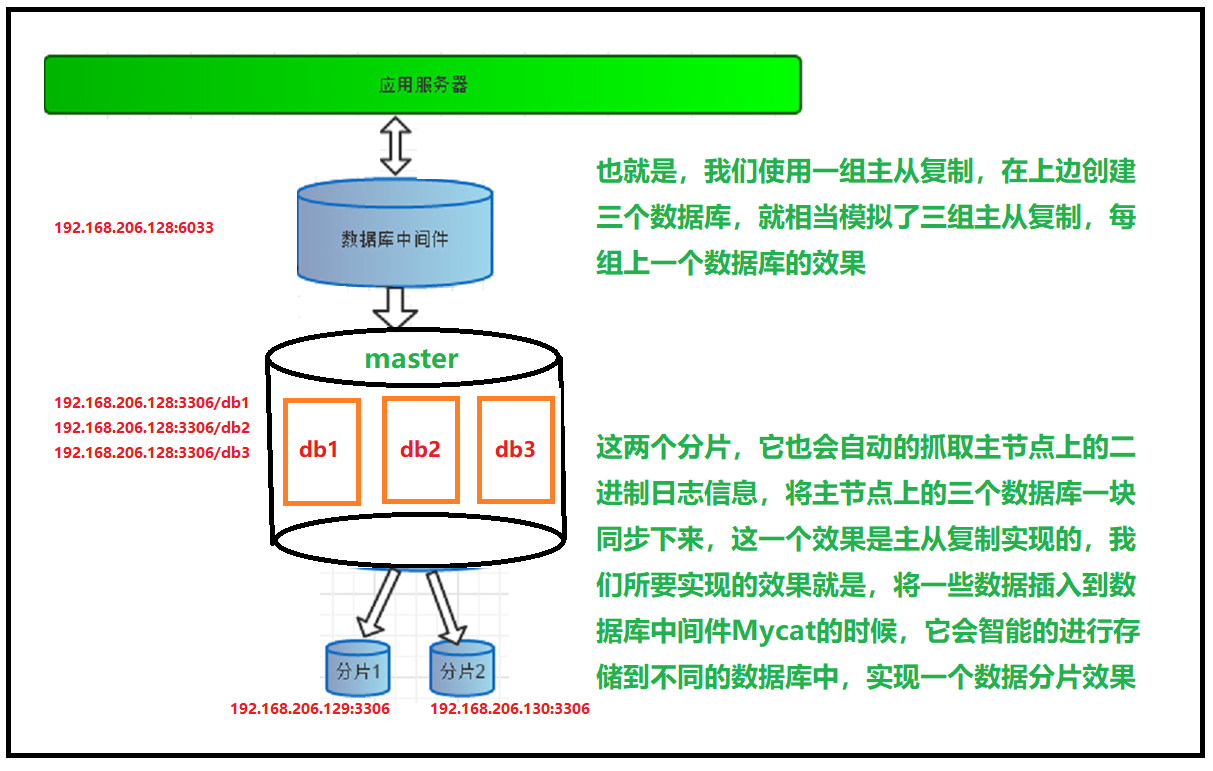 应用服务器
192.168.206.128:6033
数据库中间件
也就是，我们使用一组主从复制，在上边创建
三个数据库，就相当模拟了三组主从复制，每
组上一个数据库的效果
master
192.168.206.128:3306/db1
192.168.206.128:3306/db2
192.168.206.128:3306/db3
db1
db2
db3
这两个分片，它也会自动的抓取主节点上的二
进制日志信息，将主节点上的三个数据库一块
同步下来，这一个效果是主从复制实现的，我
们所要实现的效果就是，将一些数据插入到数
据库中间件Mycat的时候，它会智能的进行存
储到不同的数据库中，实现一个数据分片效果
分片1
分片2
192.168.206.129:3306
192.168.206.130:3306